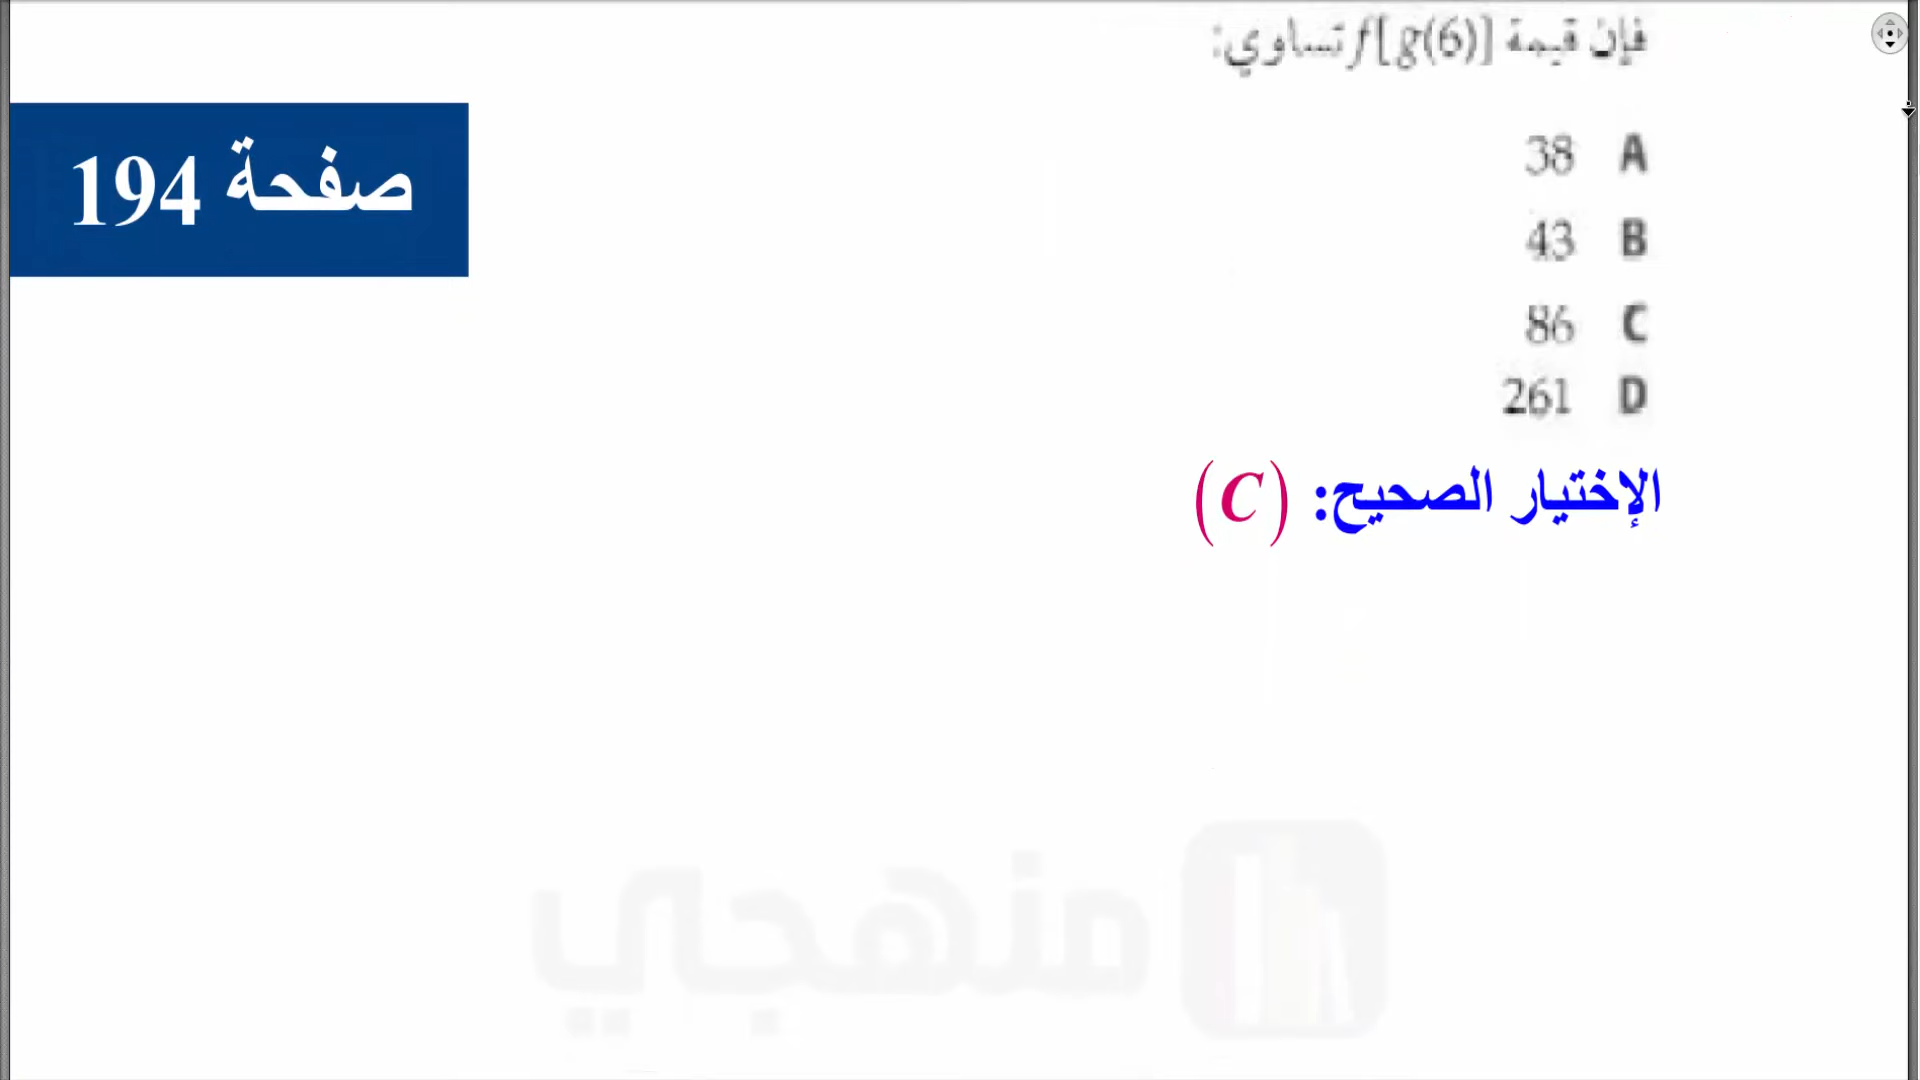 فإن قيمة f[g(6)] تساوي:
صفحة 194
A 38
B 43
C 86
D 261
الإختيار الصحيح: (C)
منهجي